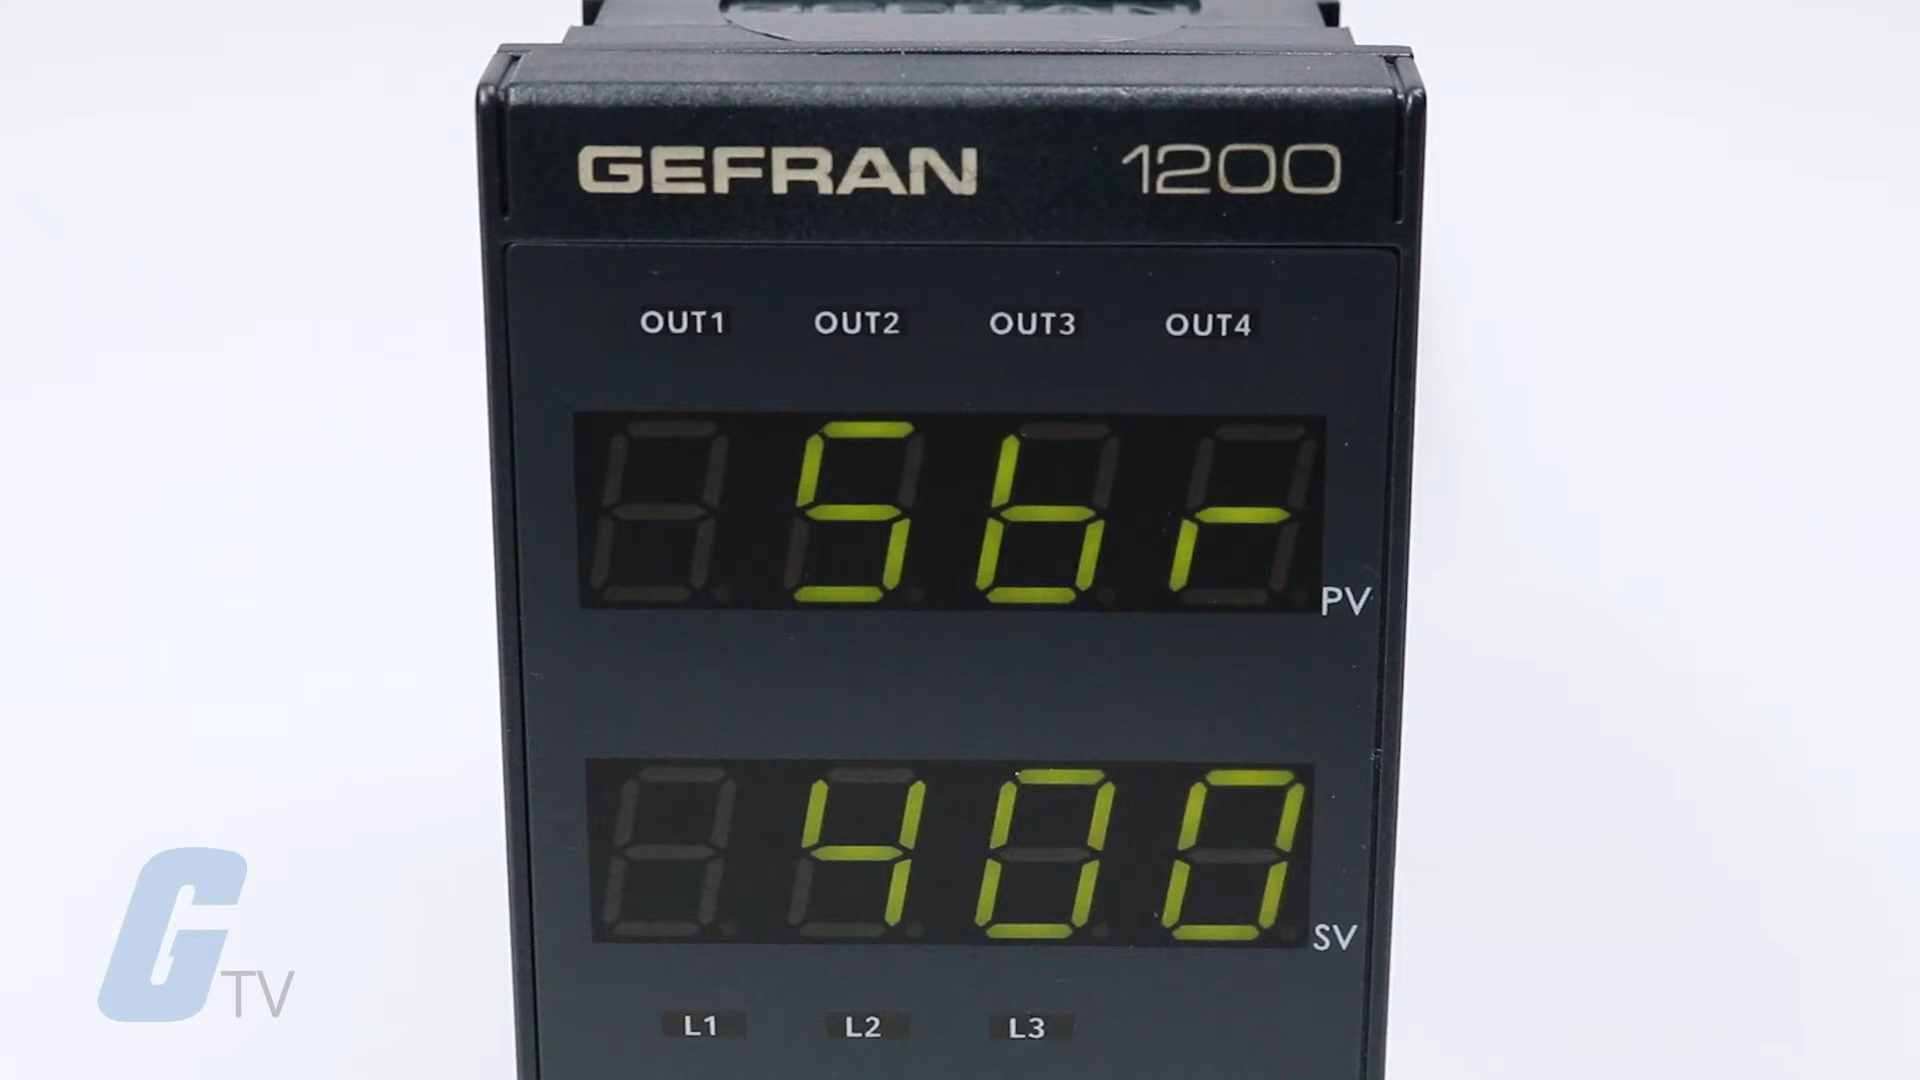 GEFRAN 1200
OUT1 OUT2 OUT3 OUT4
Sbr
PV
400
SV
L1 L2 L3
G TV